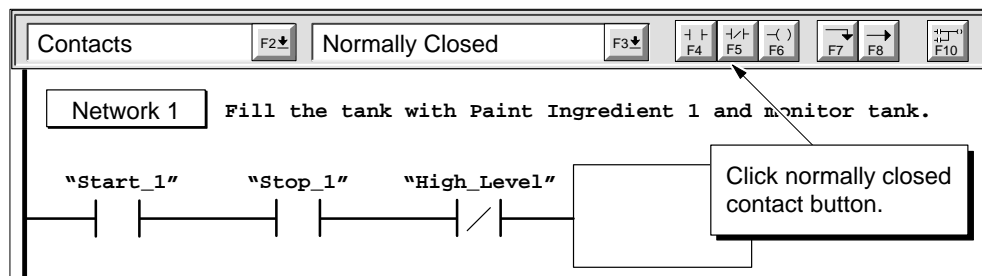 Contacts F2 Normally Closed F3 F4 F5 F6 F7 F8 F10
Network 1 Fill the tank with Paint Ingredient 1 and monitor tank.
Click normally closed
contact button.
“Start_1” “Stop_1” “High_Level”